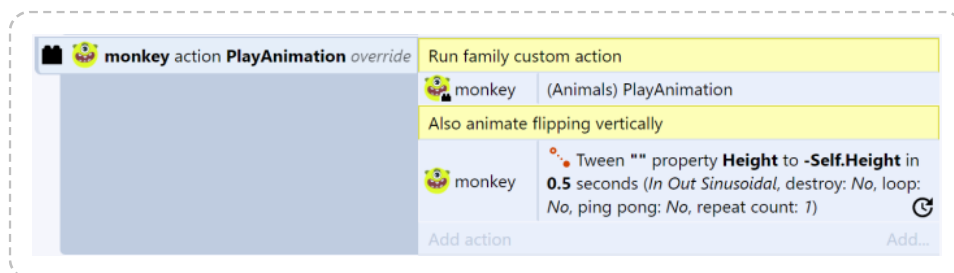 monkey action PlayAnimation override
Run family custom action
monkey (Animals) PlayAnimation
Also animate flipping vertically
monkey Tween "" property Height to -Self.Height in
0.5 seconds (In Out Sinusoidal, destroy: No, loop:
No, ping pong: No, repeat count: 1)
Add action Add...